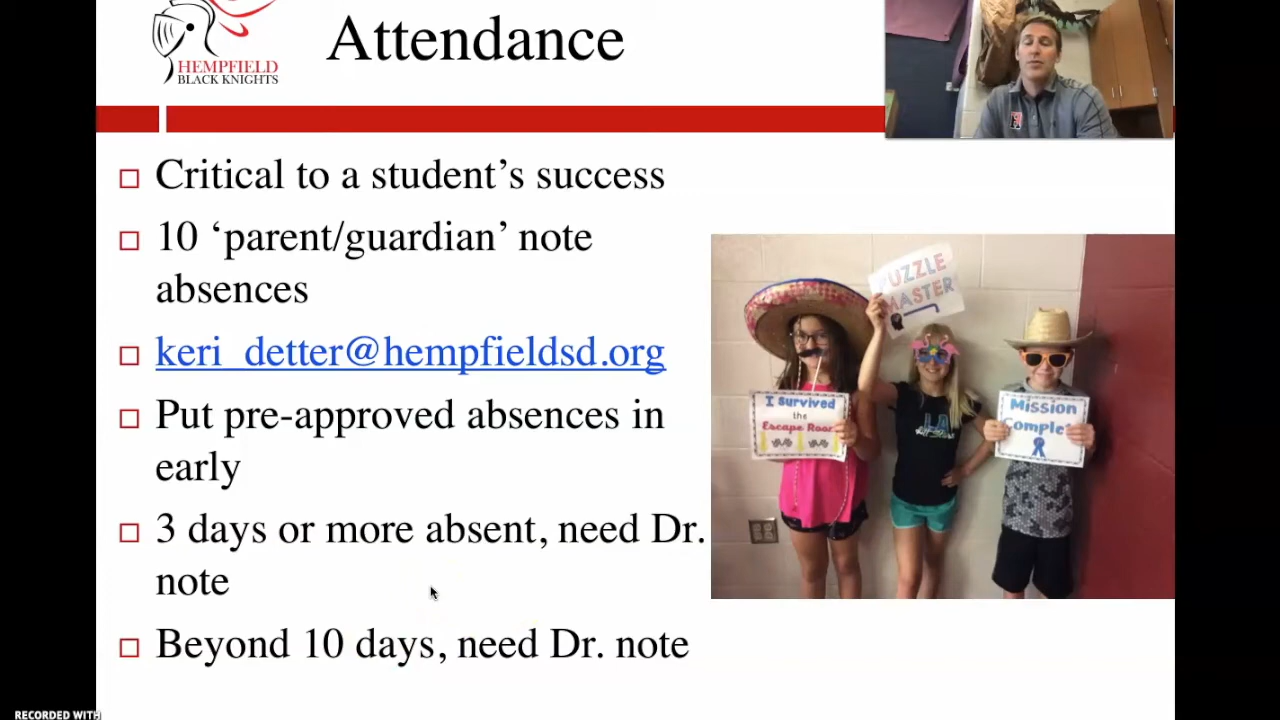 Attendance
HEMPFIELD
BLACK KNIGHTS
Critical to a student’s success
10 ‘parent/guardian’ note
absences
keri_detter@hempfieldsd.org
Put pre-approved absences in
early
3 days or more absent, need Dr.
note
Beyond 10 days, need Dr. note
PUZZLE
MASTER
I survived
the
Escape Room
Mission
Complet
LA
RECORDED WITH